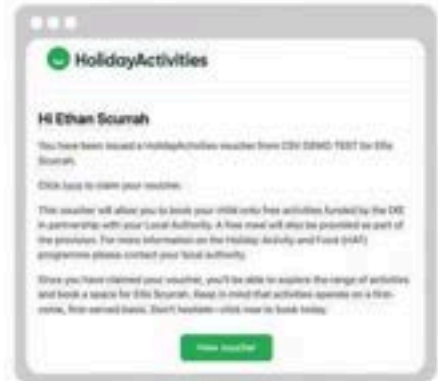 HolidayActivities
Hi Ethan Scurrah
You have been issued a HolidayActivities voucher from CSV DEMO TEST for Ellis
Scurrah.
Click here to claim your voucher.
This voucher will allow you to book your child onto free activities funded by the DfE
in partnership with your Local Authority. A free meal will also be provided as part of
the provision. For more information on the Holiday Activity and Food (HAF)
programme please contact your local authority.
Once you have claimed your voucher, you'll be able to explore the range of activities
and book a space for Ellis Scurrah. Keep in mind that activities operate on a first-
come, first-served basis. Don't hesitate—click now to book today.
View voucher